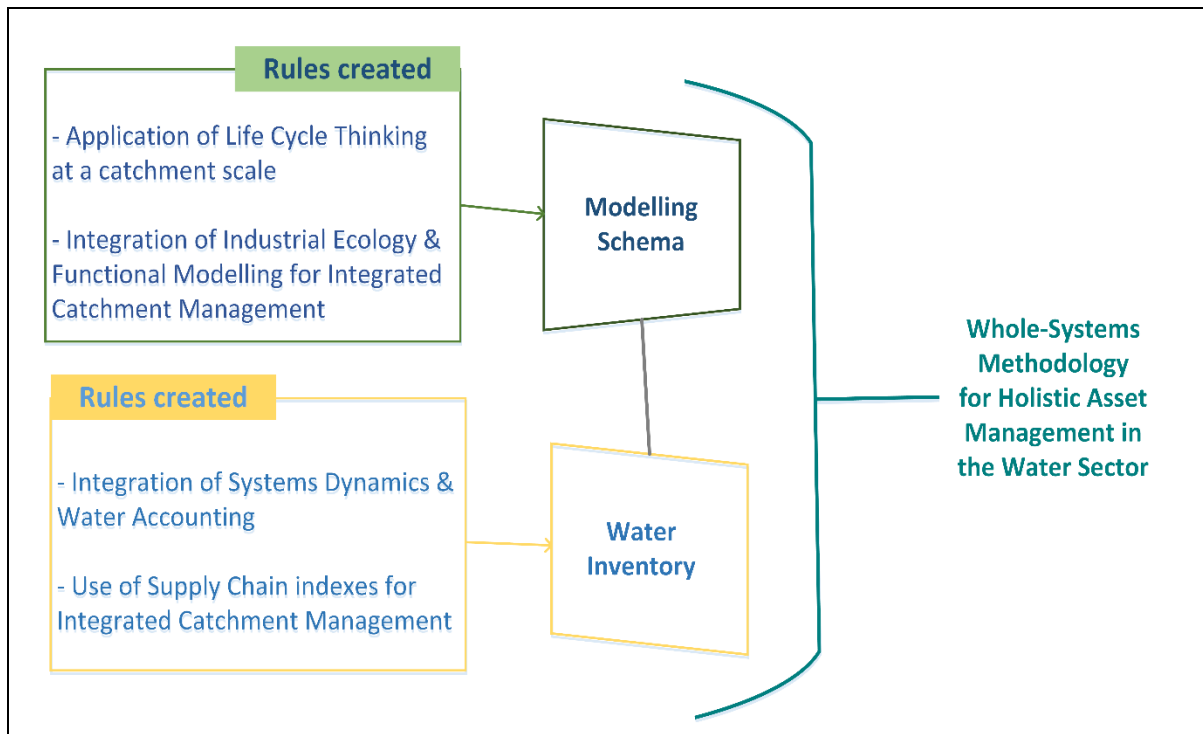 Rules created
- Application of Life Cycle Thinking
at a catchment scale
- Integration of Industrial Ecology &
Functional Modelling for Integrated
Catchment Management
Modelling
Schema
Rules created
- Integration of Systems Dynamics &
Water Accounting
- Use of Supply Chain indexes for
Integrated Catchment Management
Water
Inventory
Whole-Systems
Methodology
for Holistic Asset
Management in
the Water Sector